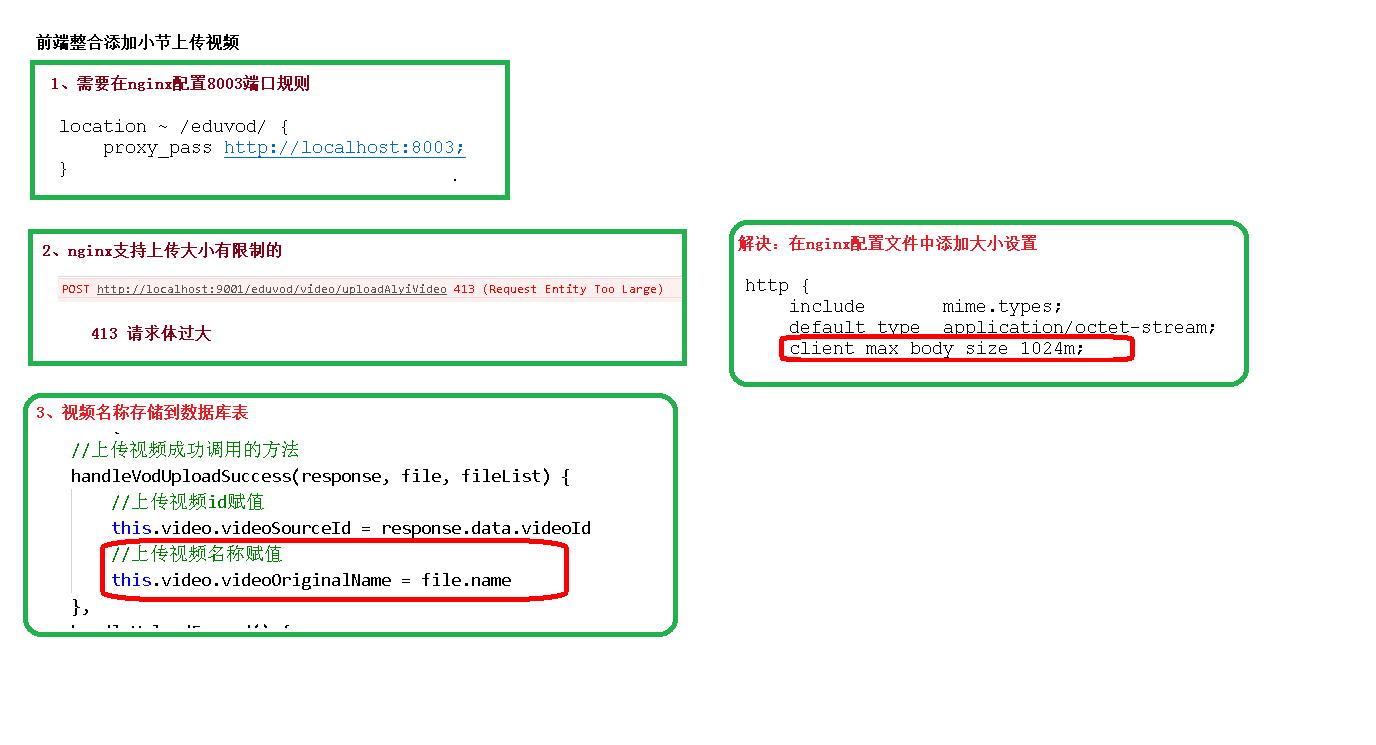 前端整合添加小节上传视频
1、需要在nginx配置8003端口规则
location ~ /eduvod/ {
proxy_pass http://localhost:8003;
}
2、nginx支持上传大小有限制的
POST http://localhost:9001/eduvod/video/uploadAlyiVideo 413 (Request Entity Too Large)
413 请求体过大
解决：在nginx配置文件中添加大小设置
http {
include mime.types;
default_type application/octet-stream;
client_max_body_size 1024m;
3、视频名称存储到数据库表
//上传视频成功调用的方法
handleVodUploadSuccess(response, file, fileList) {
//上传视频id赋值
this.video.videoSourceId = response.data.videoId
//上传视频名称赋值
this.video.videoOriginalName = file.name
},